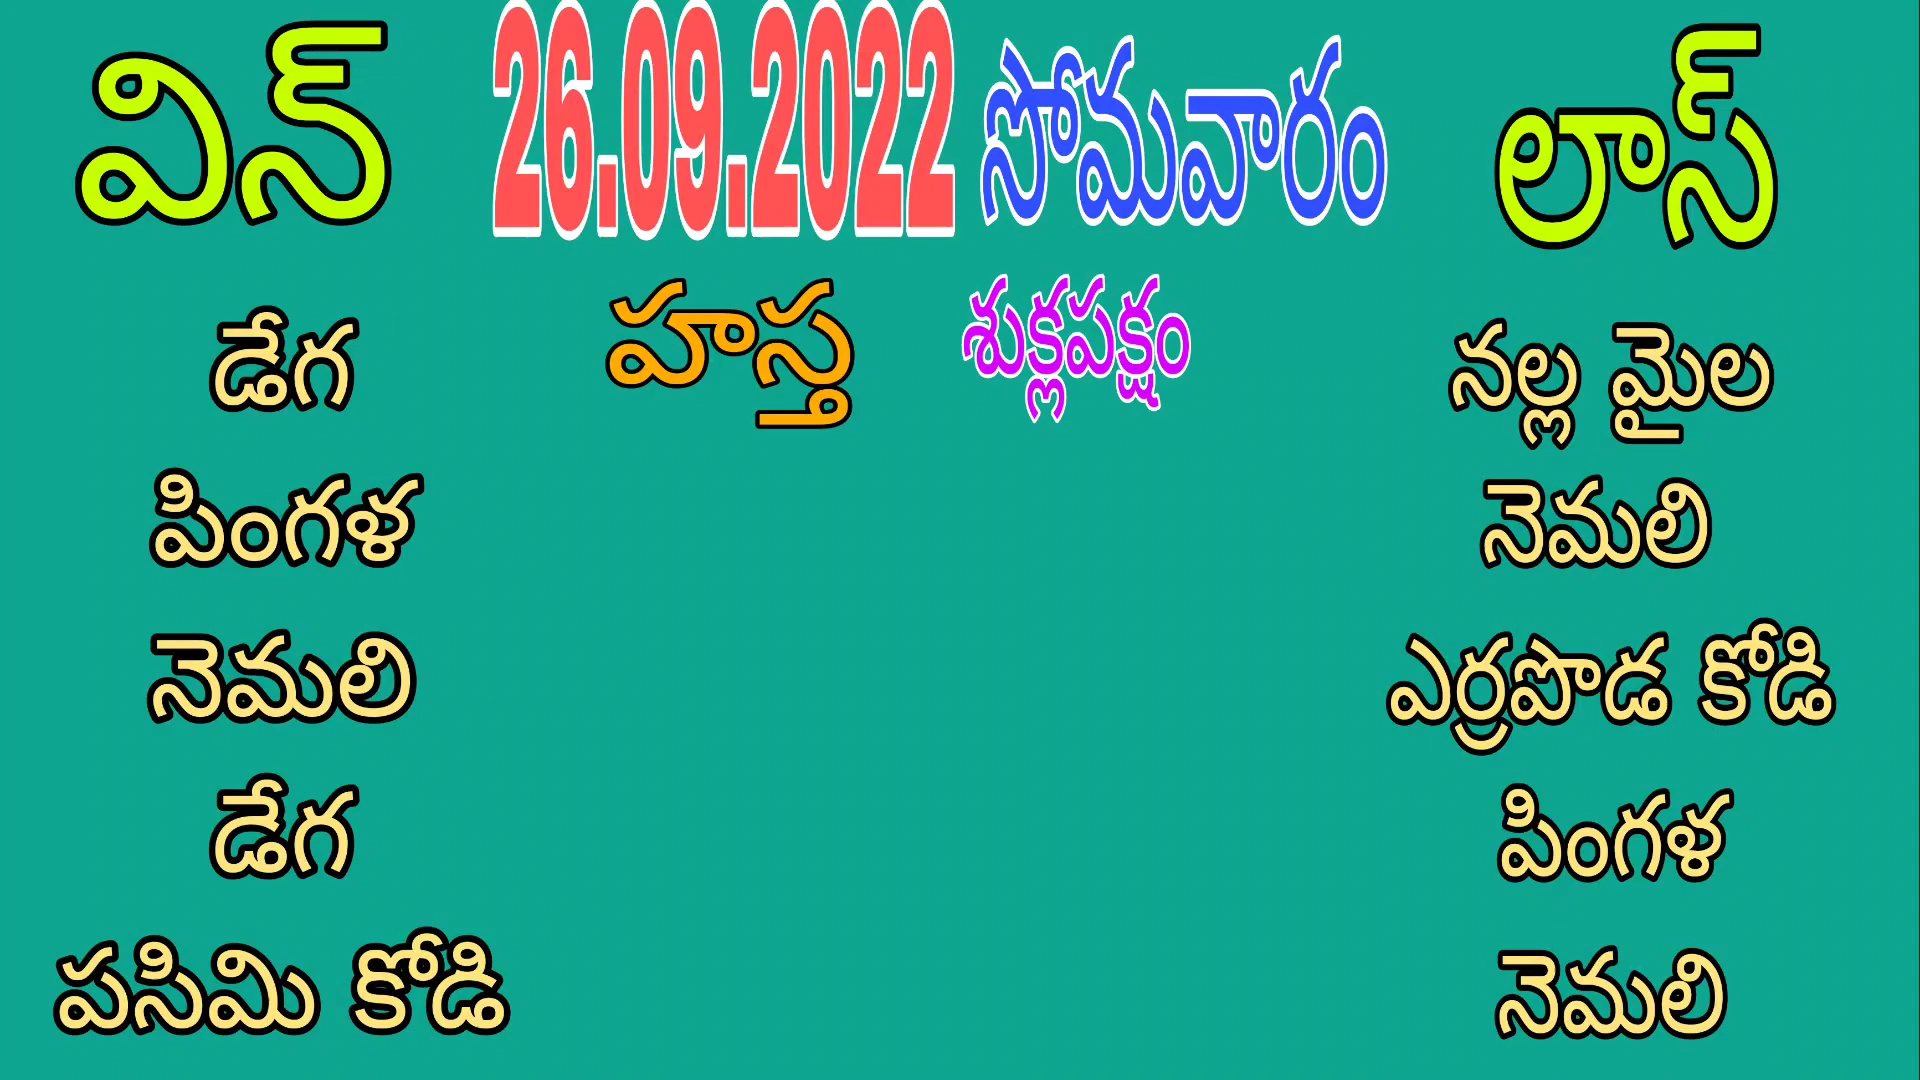 విన్ 26.09.2022 సోమవారం లాస్
హస్త శుక్లపక్షం
డేగ నల్ల మైల
పింగళ నెమలి
నెమలి ఎర్రపొడ కోడి
డేగ పింగళ
పసిమి కోడి నెమలి